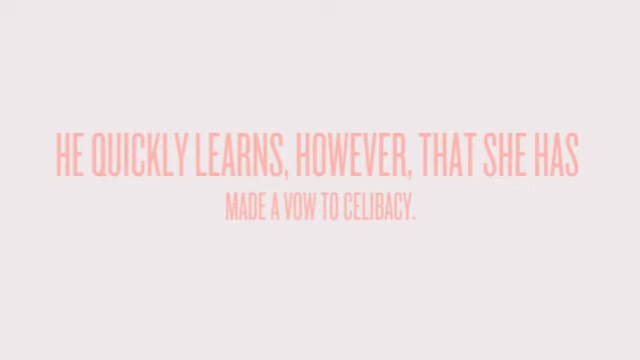 HE QUICKLY LEARNS, HOWEVER, THAT SHE HAS
MADE A VOW TO CELIBACY.